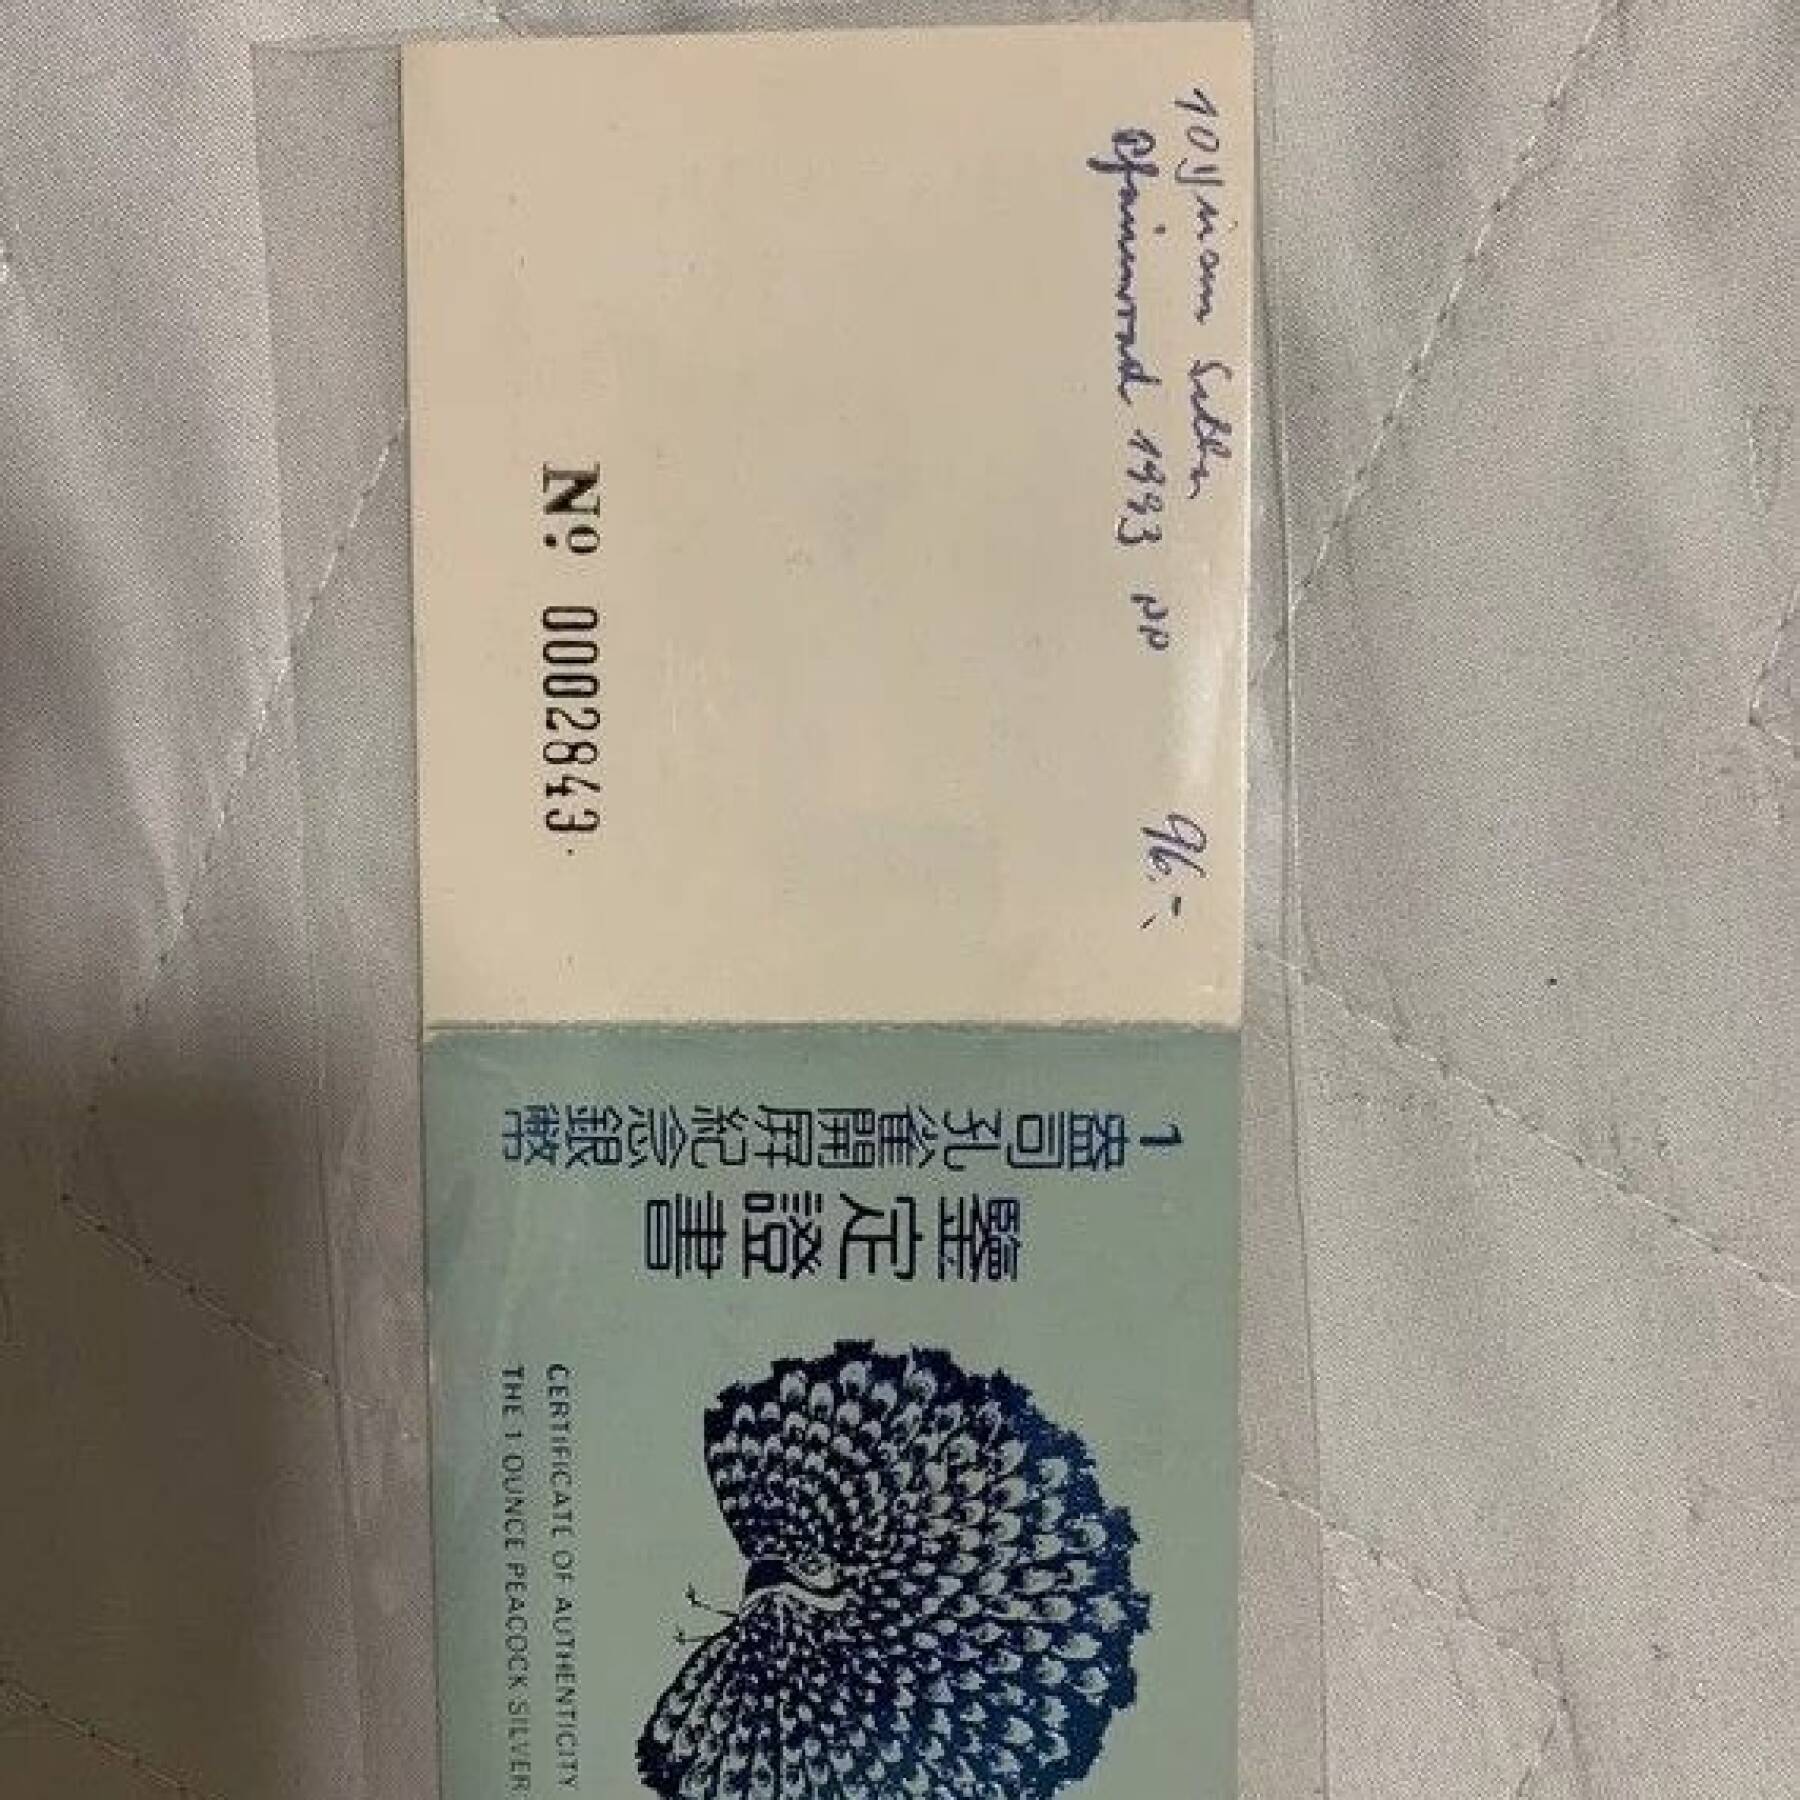 10 Yuan Silber
Pfauenrad 1993 PP 96.-
Nº 0002843
1盎司孔雀開屏紀念銀幣
鑒定證書
CERTIFICATE OF AUTHENTICITY
THE 1 OUNCE PEACOCK SILVER